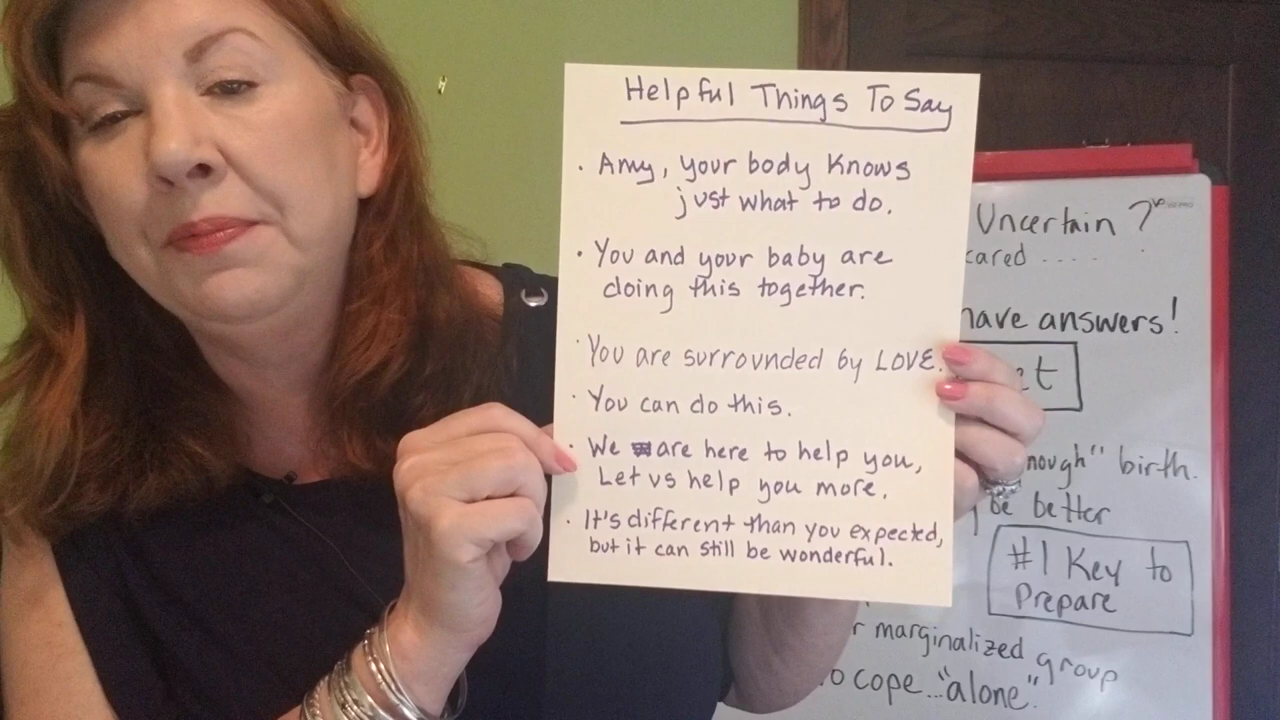 Helpful Things To Say
· Amy, your body knows
just what to do.
· You and your baby are
doing this together.
· You are surrounded by LOVE.
· You can do this.
· We are here to help you,
Let us help you more.
· It's different than you expected,
but it can still be wonderful.
Uncertain?
have answers!
birth.
be better
#1 Key to
Prepare
marginalized group
cope..."alone"